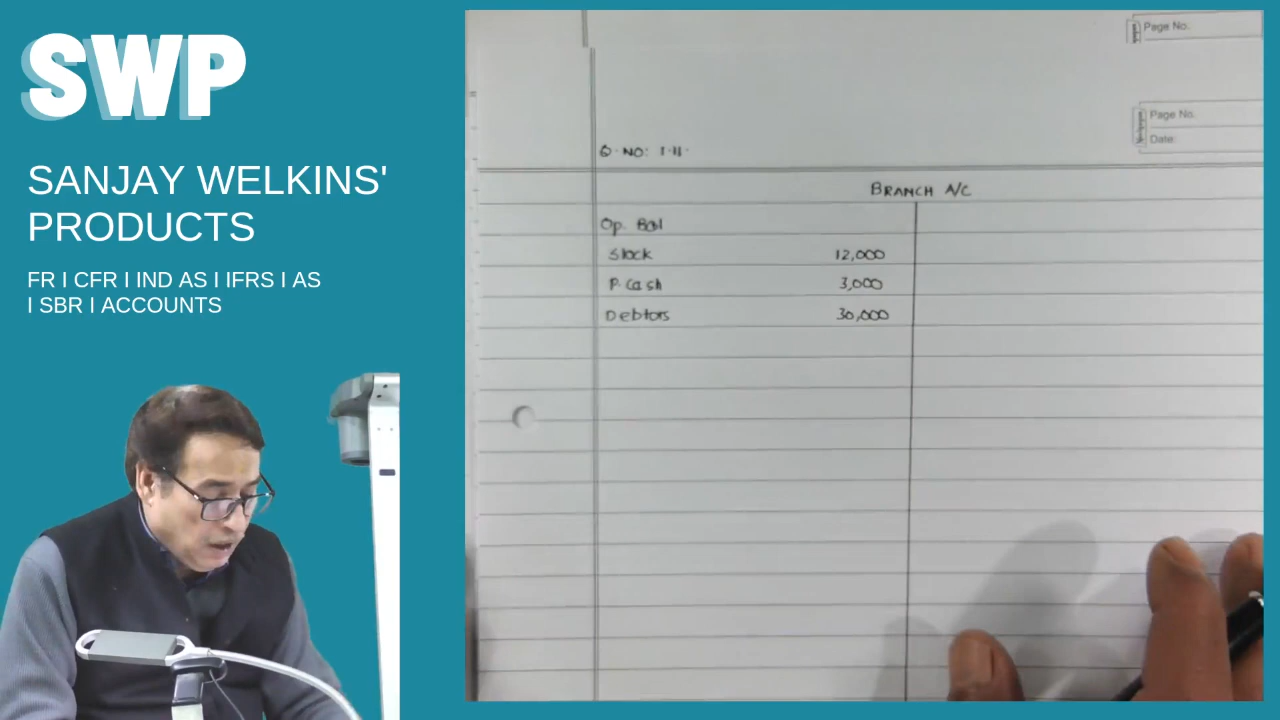 SWP
SANJAY WELKINS'
PRODUCTS
FR I CFR I IND AS I IFRS I AS
I SBR I ACCOUNTS
Page No.
Page No.
Date:
Q. NO: 1.11.
BRANCH A/C
Op. Bal
Stock 12,000
P. Cash 3,000
Debtors 30,000